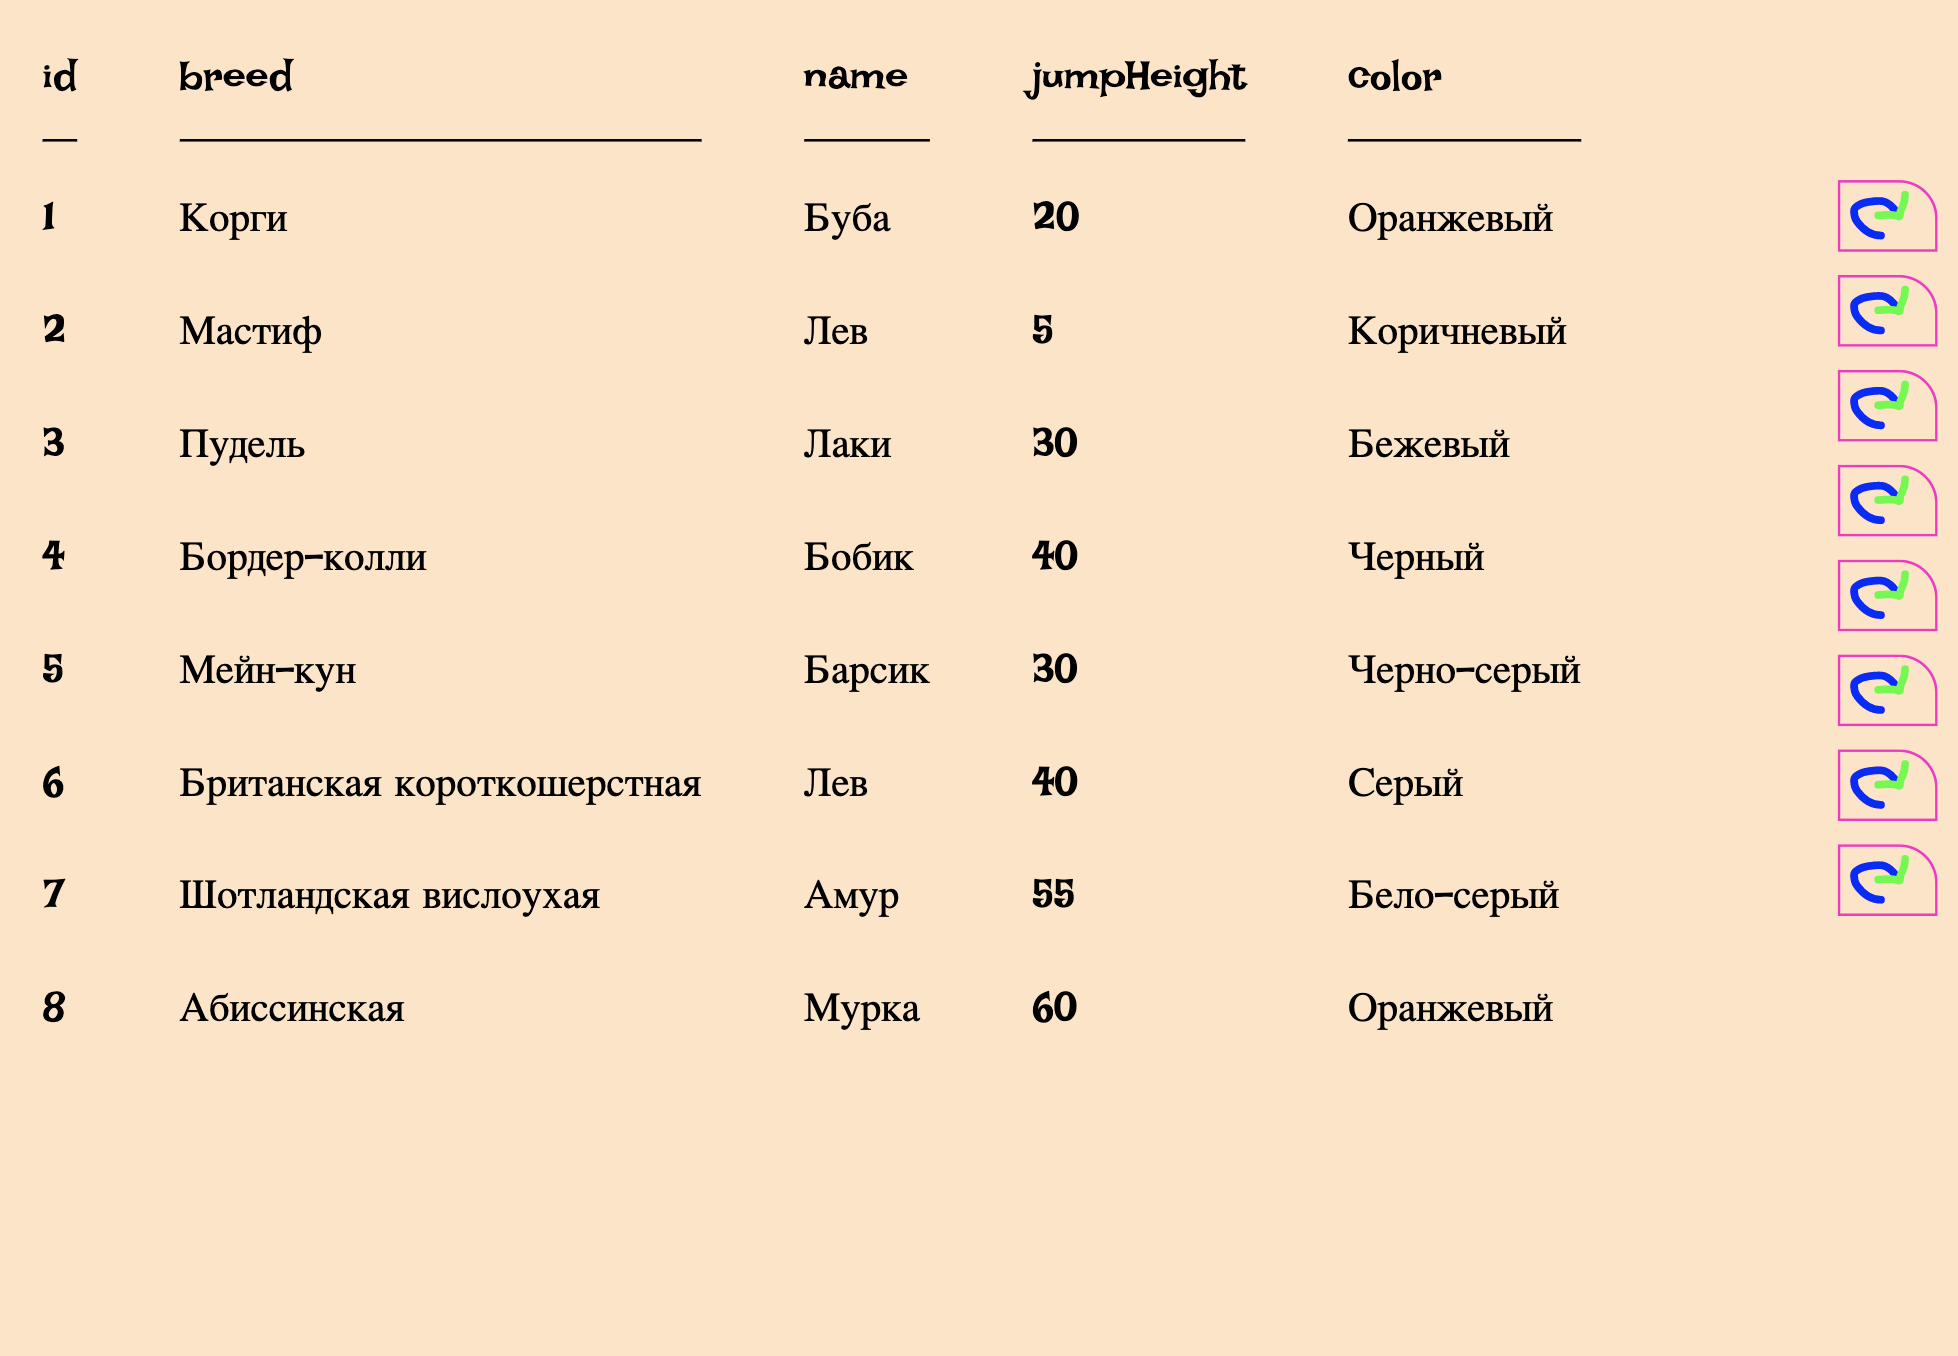 id breed name jumpHeight color
1 Корги Буба 20 Оранжевый
2 Мастиф Лев 5 Коричневый
3 Пудель Лаки 30 Бежевый
4 Бордер-колли Бобик 40 Черный
5 Мейн-кун Барсик 30 Черно-серый
6 Британская короткошерстная Лев 40 Серый
7 Шотландская вислоухая Амур 55 Бело-серый
8 Абиссинская Мурка 60 Оранжевый